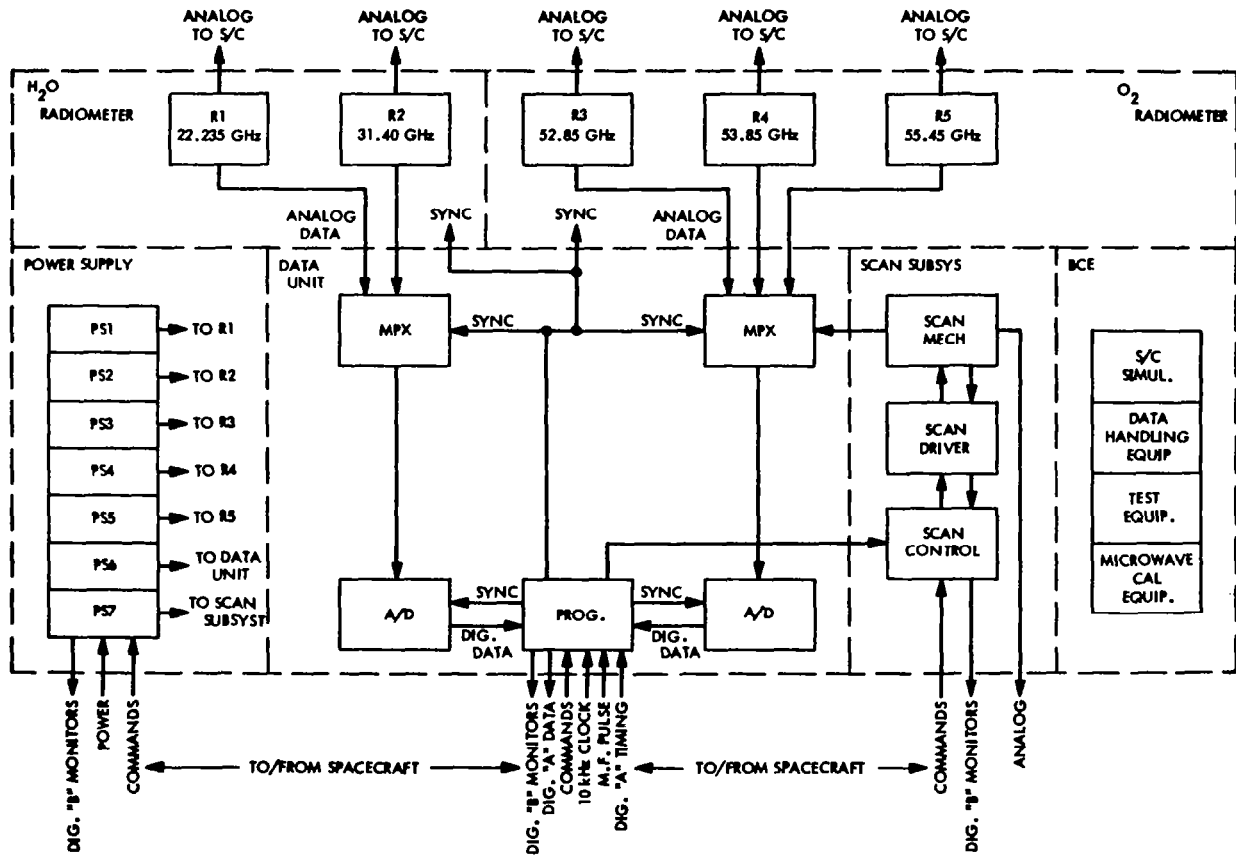 ANALOG
TO S/C
ANALOG
TO S/C
ANALOG
TO S/C
ANALOG
TO S/C
ANALOG
TO S/C
H2O
RADIOMETER
R1
22.235 GHz
R2
31.40 GHz
R3
52.85 GHz
R4
53.85 GHz
R5
55.45 GHz
O2
RADIOMETER
ANALOG
DATA
SYNC
SYNC
ANALOG
DATA
POWER SUPPLY
PS1
TO R1
PS2
TO R2
PS3
TO R3
PS4
TO R4
PS5
TO R5
PS6
TO DATA
UNIT
PS7
TO SCAN
SUBSYST
DATA
UNIT
MPX
SYNC
SYNC
MPX
A/D
SYNC
DIG.
DATA
PROG.
SYNC
DIG.
DATA
A/D
SCAN SUBSYS
SCAN
MECH
SCAN
DRIVER
SCAN
CONTROL
BCE
S/C
SIMUL.
DATA
HANDLING
EQUIP
TEST
EQUIP.
MICROWAVE
CAL
EQUIP.
DIG. "B" MONITORS
POWER
COMMANDS
TO/FROM SPACECRAFT
DIG. "B" MONITORS
DIG. "A" DATA
COMMANDS
10 kHz CLOCK
M.F. PULSE
DIG. "A" TIMING
TO/FROM SPACECRAFT
COMMANDS
DIG. "B" MONITORS
ANALOG